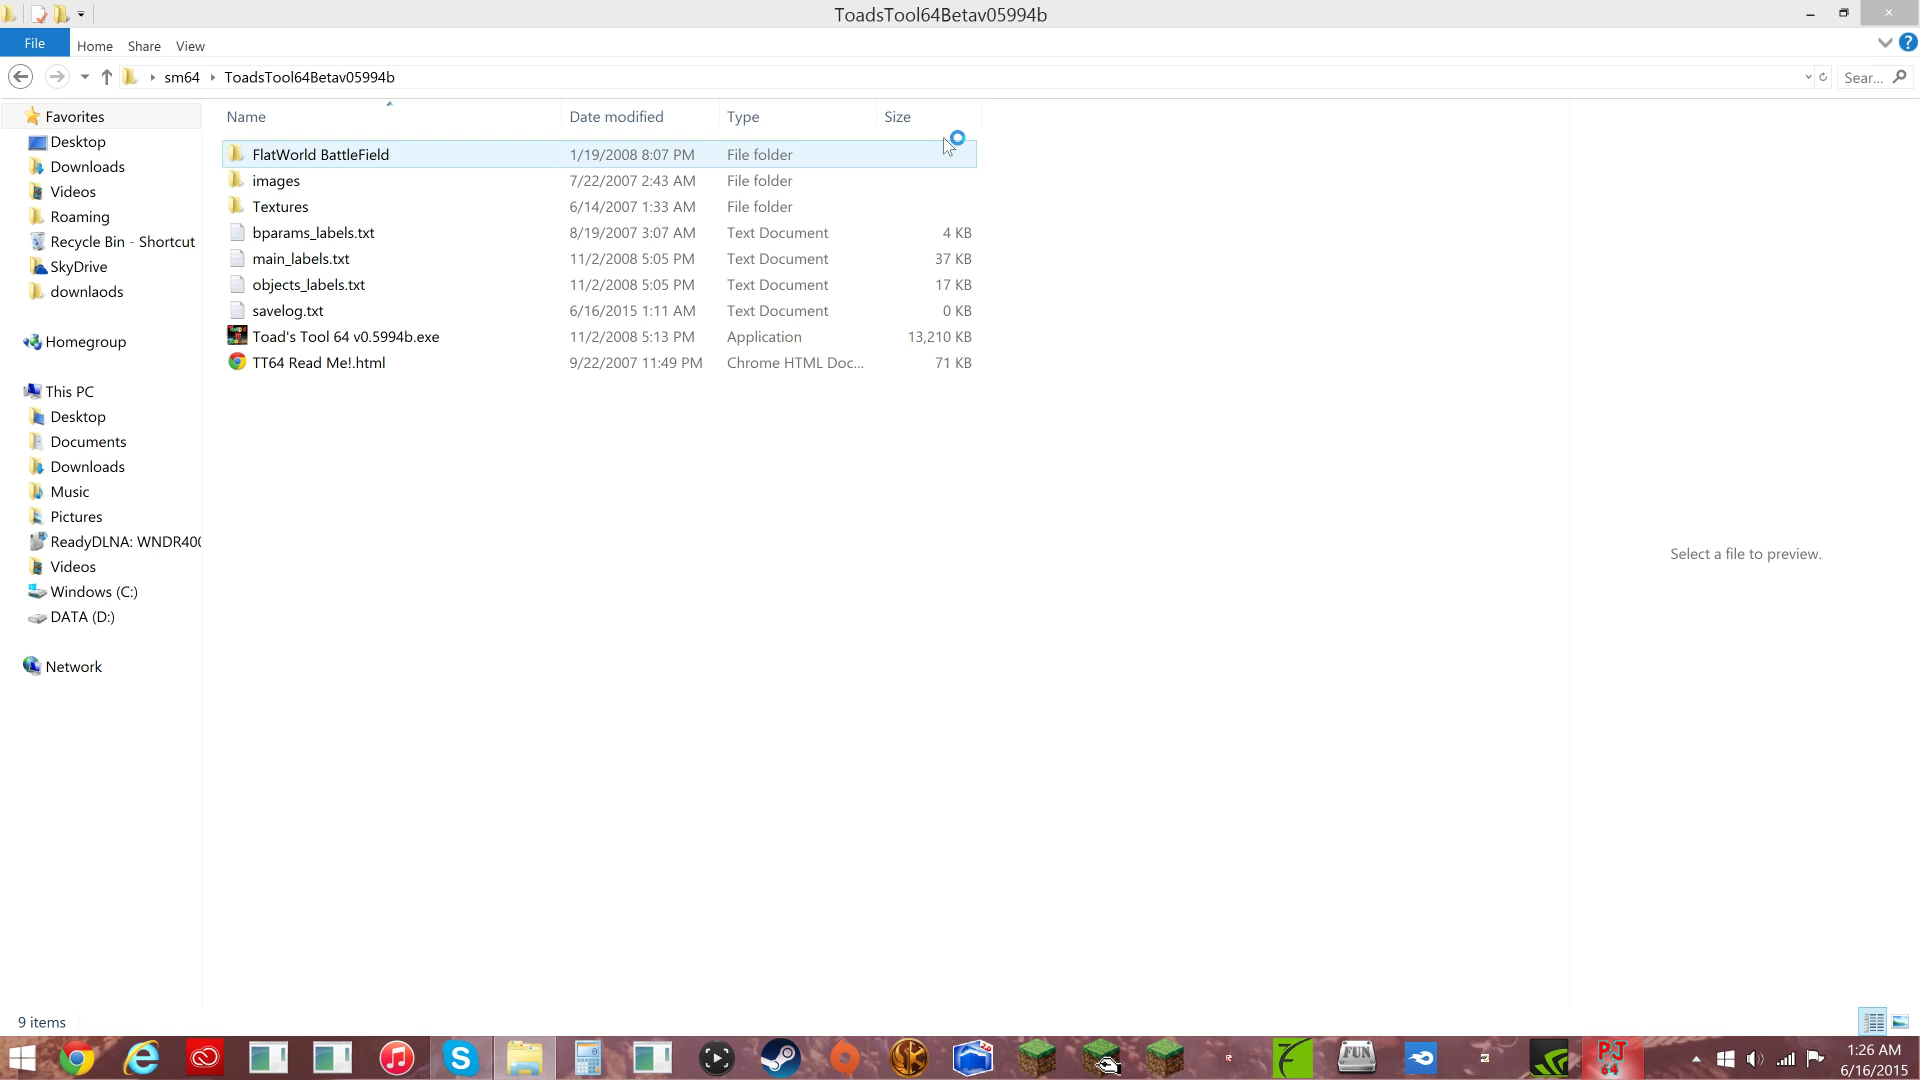 ToadsTool64Betav05994b
File Home Share View
sm64 ToadsTool64Betav05994b Sear...
Name Date modified Type Size
FlatWorld BattleField 1/19/2008 8:07 PM File folder
images 7/22/2007 2:43 AM File folder
Textures 6/14/2007 1:33 AM File folder
bparams_labels.txt 8/19/2007 3:07 AM Text Document 4 KB
main_labels.txt 11/2/2008 5:05 PM Text Document 37 KB
objects_labels.txt 11/2/2008 5:05 PM Text Document 17 KB
savelog.txt 6/16/2015 1:11 AM Text Document 0 KB
Toad's Tool 64 v0.5994b.exe 11/2/2008 5:13 PM Application 13,210 KB
TT64 Read Me!.html 9/22/2007 11:49 PM Chrome HTML Doc... 71 KB
Favorites
Desktop
Downloads
Videos
Roaming
Recycle Bin - Shortcut
SkyDrive
downlaods
Homegroup
This PC
Desktop
Documents
Downloads
Music
Pictures
ReadyDLNA: WNDR400
Videos
Windows (C:)
DATA (D:)
Network
Select a file to preview.
9 items
FUN
PJ
64
1:26 AM
6/16/2015